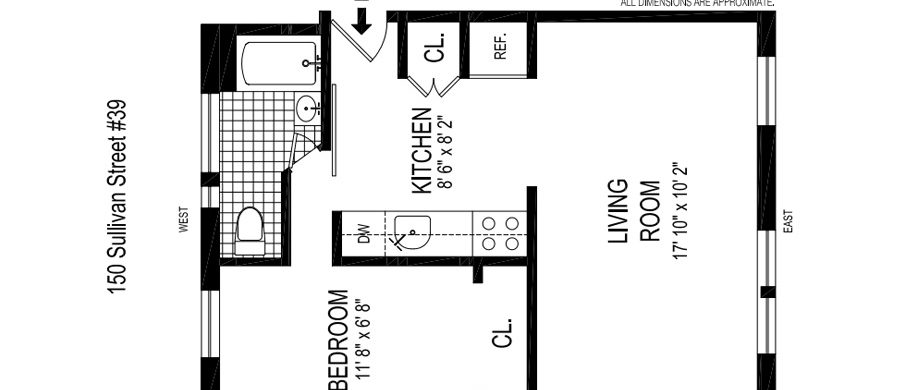 ALL DIMENSIONS ARE APPROXIMATE.
150 Sullivan Street #39
WEST
CL.
REF.
KITCHEN
8' 6" x 8' 2"
DW
LIVING
ROOM
17' 10" x 10' 2"
EAST
BEDROOM
11' 8" x 6' 8"
CL.